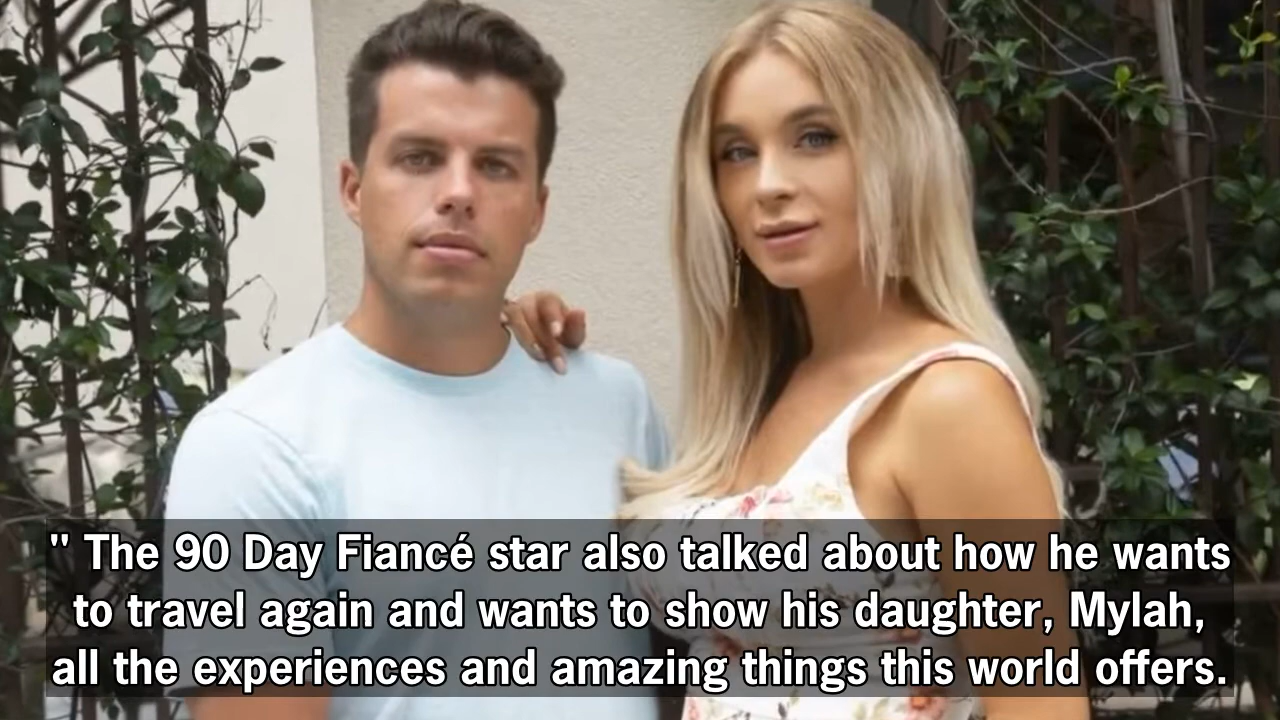 " The 90 Day Fiancé star also talked about how he wants
to travel again and wants to show his daughter, Mylah,
all the experiences and amazing things this world offers.